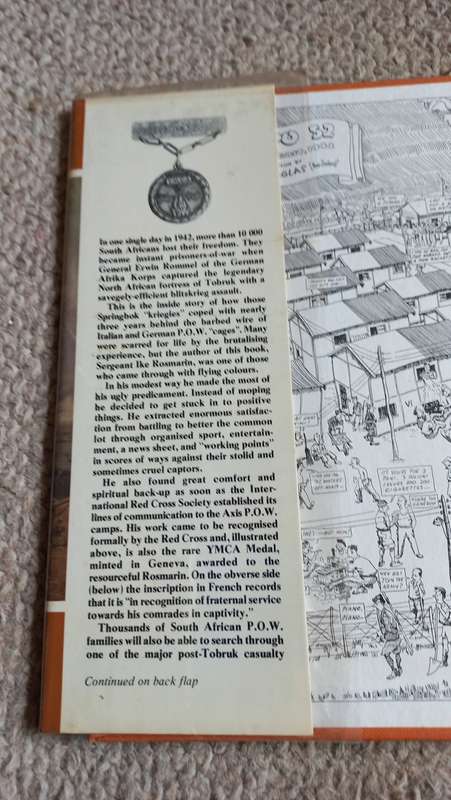 In one single day in 1942, more than 10 000
South Africans lost their freedom. They
became instant prisoners-of-war when
General Erwin Rommel of the German
Afrika Korps captured the legendary
North African fortress of Tobruk with a
savegely-efficient blitzkrieg assault.
This is the inside story of how those
Springbok "kriegies" coped with nearly
three years behind the barbed wire of
Italian and German P.O.W. "cages". Many
were scarred for life by the brutalising
experience, but the author of this book,
Sergeant Ike Rosmarin, was one of those
who came through with flying colours.
In his modest way he made the most of
his ugly predicament. Instead of moping
he decided to get stuck in to positive
things. He extracted enormous satisfac-
tion from battling to better the common
lot through organised sport, entertain-
ment, a news sheet, and "working points"
in scores of ways against their stolid and
sometimes cruel captors.
He also found great comfort and
spiritual back-up as soon as the Inter-
national Red Cross Society established its
lines of communication to the Axis P.O.W.
camps. His work came to be recognised
formally by the Red Cross and, illustrated
above, is also the rare YMCA Medal,
minted in Geneva, awarded to the
resourceful Rosmarin. On the obverse side
(below) the inscription in French records
that it is "in recognition of fraternal service
towards his comrades in captivity."
Thousands of South African P.O.W.
families will also be able to search through
one of the major post-Tobruk casualty
Continued on back flap
PIANO,
PIANO.